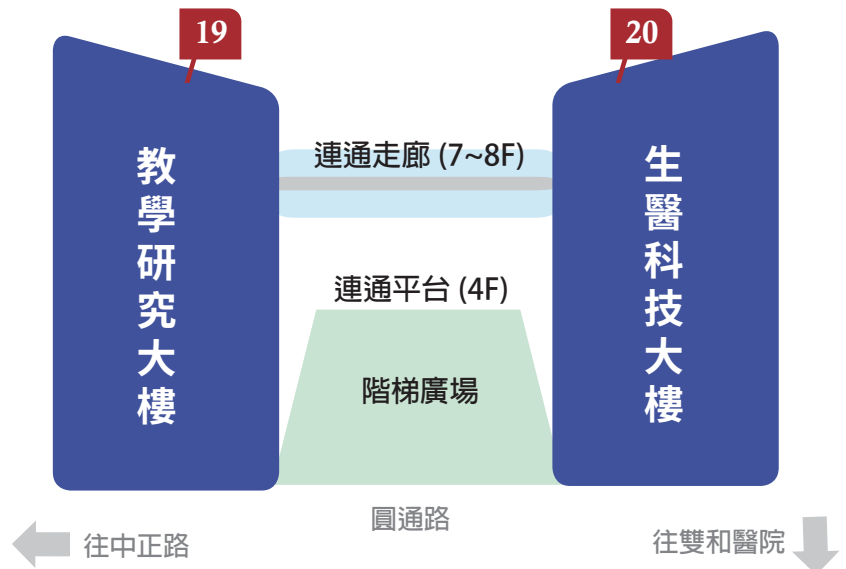 19
20
教學研究大樓
連通走廊 (7~8F)
生醫科技大樓
連通平台 (4F)
階梯廣場
圓通路
往中正路
往雙和醫院